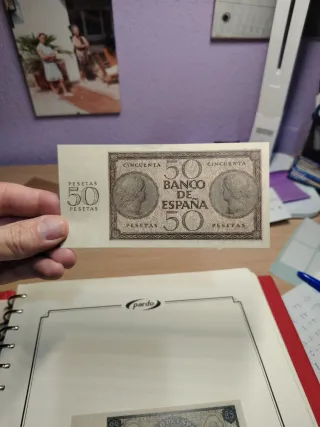 PESETAS
50
PESETAS
CINCUENTA 50 CINCUENTA
BANCO
DE
ESPAÑA
PESETAS 50 PESETAS
pardo